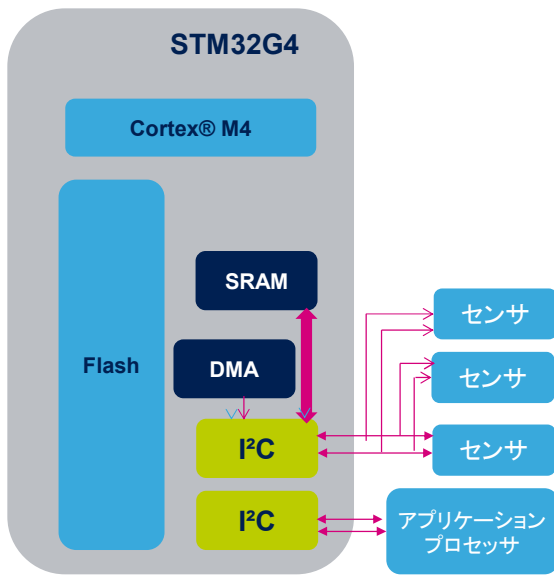 STM32G4
Cortex® M4
SRAM
センサ
センサ
Flash
DMA
I²C
センサ
I²C
アプリケーション
プロセッサ